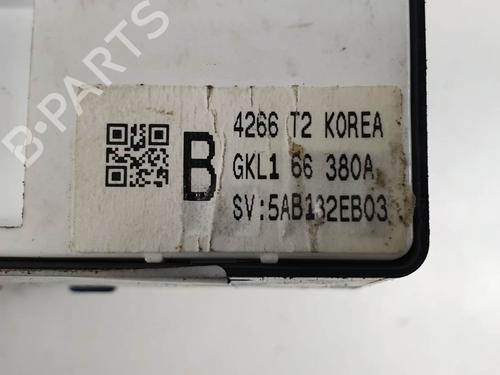 B-PARTS
B
4266 T2 KOREA
GKL1 66 380A
SV:5AB132EB03